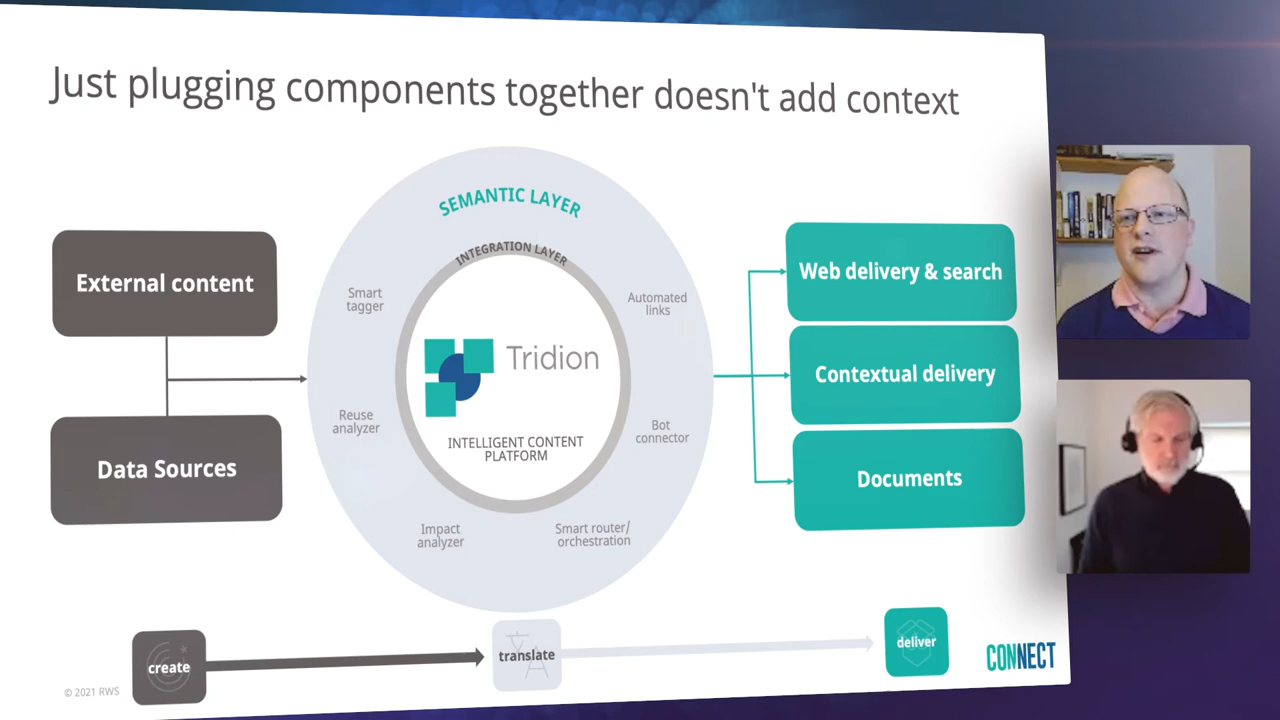 Just plugging components together doesn't add context
SEMANTIC LAYER
INTEGRATION LAYER
External content
Data Sources
Smart
tagger
Reuse
analyzer
Impact
analyzer
Automated
links
Bot
connector
Smart router/
orchestration
Tridion
INTELLIGENT CONTENT
PLATFORM
Web delivery & search
Contextual delivery
Documents
create
translate
deliver
© 2021 RWS
CONNECT